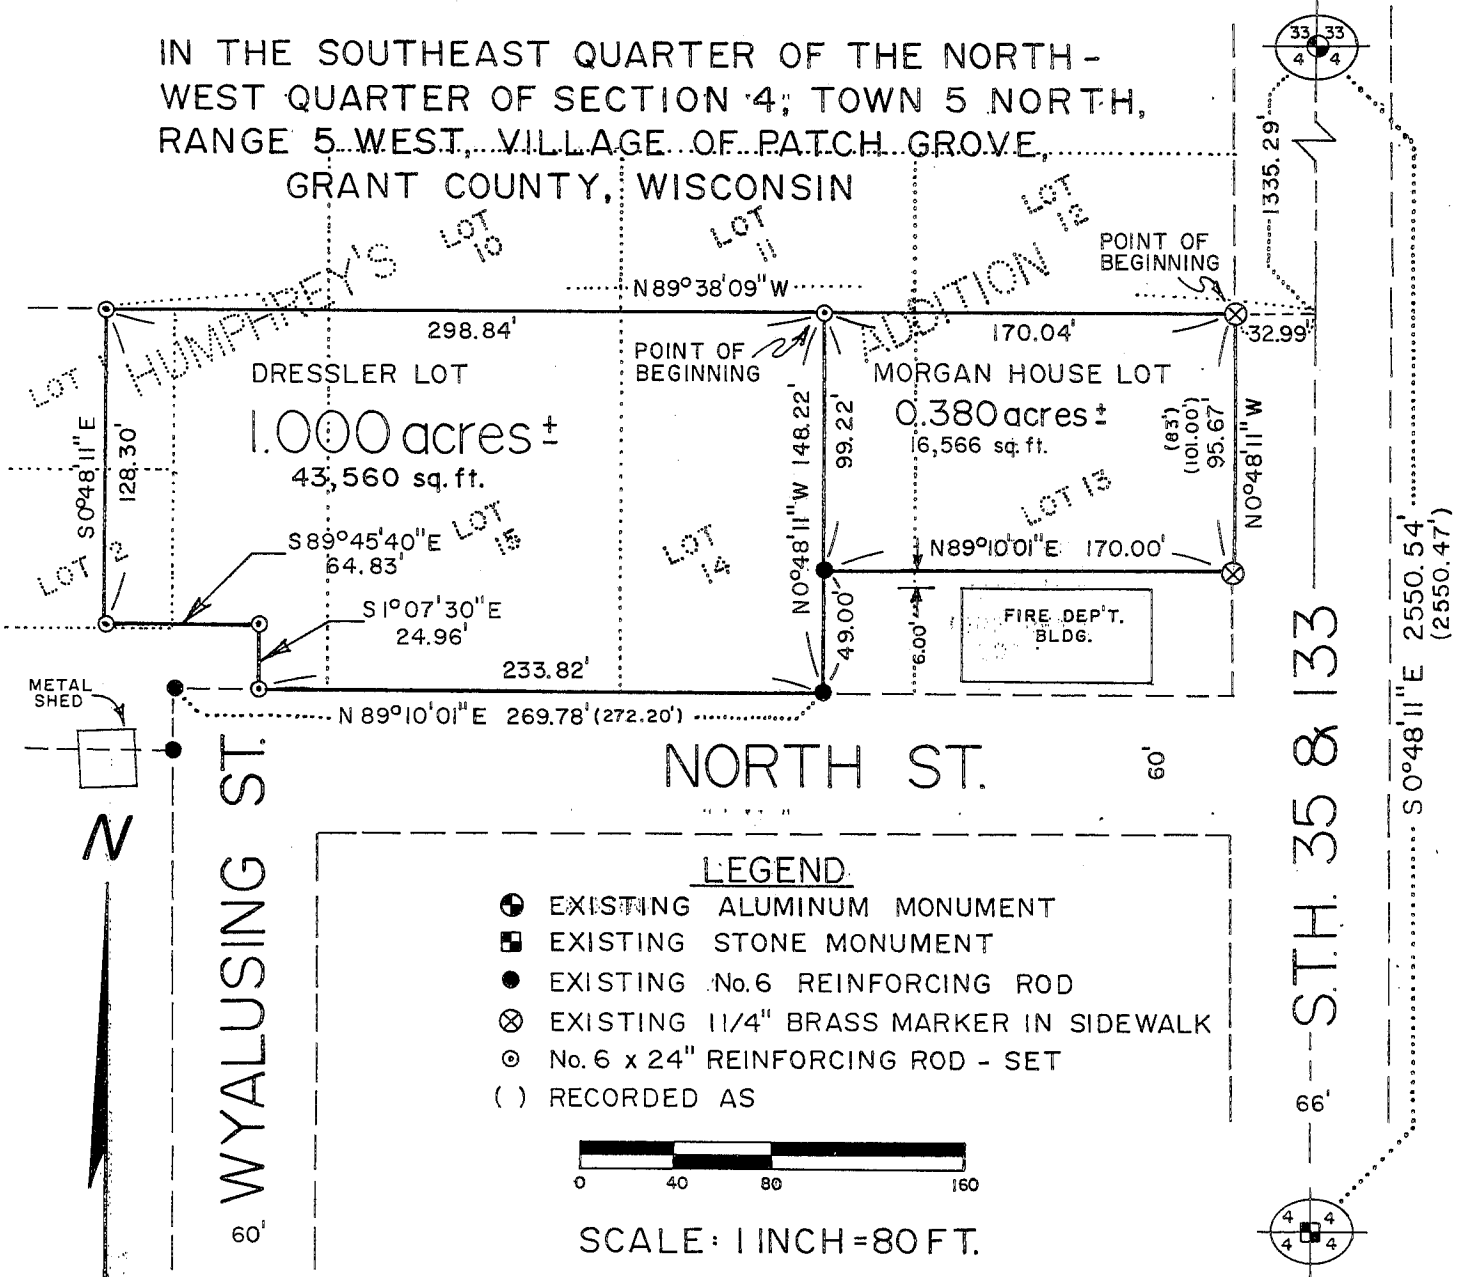 IN THE SOUTHEAST QUARTER OF THE NORTH-
WEST QUARTER OF SECTION 4, TOWN 5 NORTH,
RANGE 5 WEST, VILLAGE OF PATCH GROVE,
GRANT COUNTY, WISCONSIN
33 33
4 4
1335.29'
LOT 10
LOT 11
LOT 12
HUMPHREY'S ADDITION
POINT OF
BEGINNING
N89°38'09"W
298.84'
170.04'
32.99'
POINT OF
BEGINNING
LOT 1
DRESSLER LOT
1.000 acres ±
43,560 sq. ft.
MORGAN HOUSE LOT
0.380 acres ±
16,566 sq. ft.
S0°48'11"E
128.30'
N0°48'11"W 148.22'
99.22'
(83')
(101.00')
95.67'
N0°48'11"W
LOT 13
LOT 15
LOT 14
LOT 2
S89°45'40"E
64.83'
N89°10'01"E 170.00'
S1°07'30"E
24.96'
49.00'
6.00'
FIRE DEP'T.
BLDG.
233.82'
METAL
SHED
N89°10'01"E 269.78' (272.20')
NORTH ST.
60'
S0°48'11"E 2550.54'
(2550.47')
S.T.H. 35 & 133
66'
N
WYALUSING ST.
60'
LEGEND
EXISTING ALUMINUM MONUMENT
EXISTING STONE MONUMENT
EXISTING No. 6 REINFORCING ROD
EXISTING 1 1/4" BRASS MARKER IN SIDEWALK
No. 6 x 24" REINFORCING ROD - SET
( ) RECORDED AS
0 40 80 160
SCALE: 1 INCH = 80 FT.
4 4
4 4